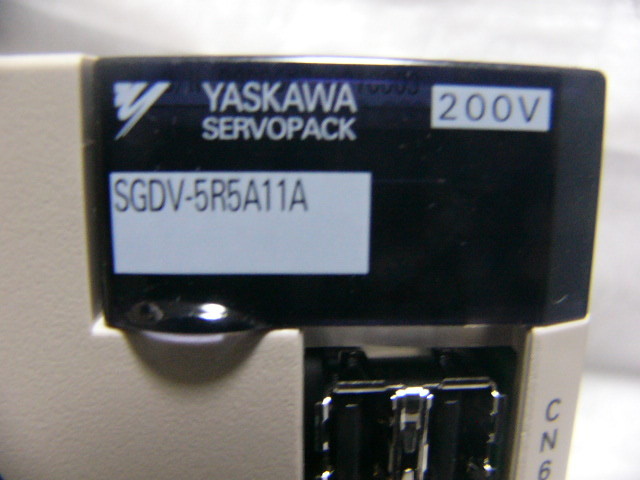 YASKAWA
SERVOPACK
200V
SGDV-5R5A11A
CN6